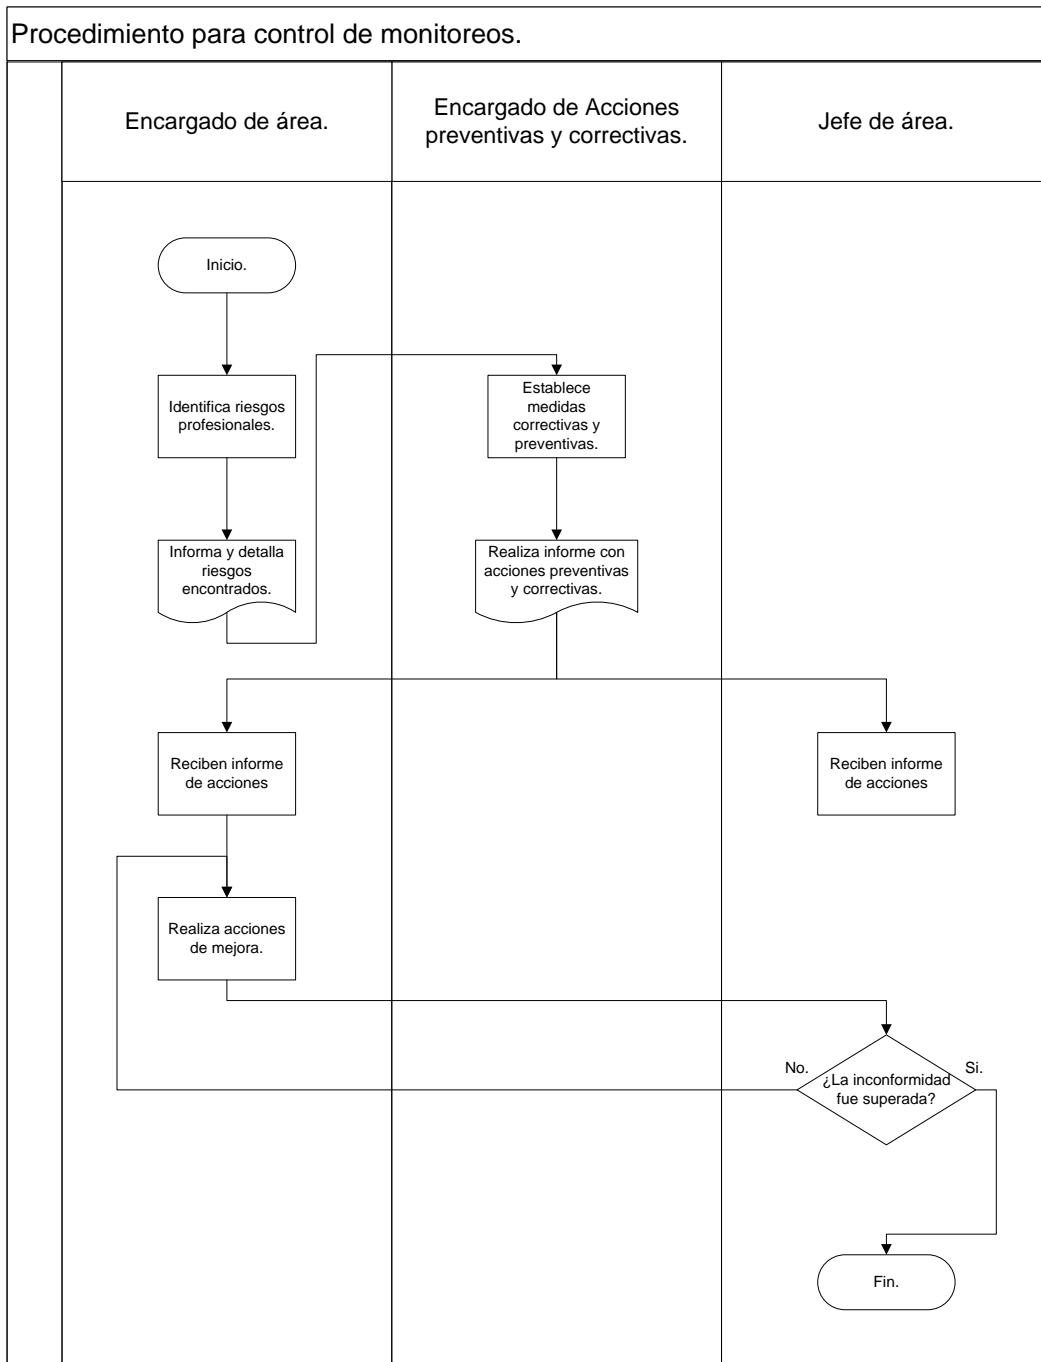 Procedimiento para control de monitoreos.
Encargado de área.
Encargado de Acciones
preventivas y correctivas.
Jefe de área.
Inicio.
Identifica riesgos
profesionales.
Establece
medidas
correctivas y
preventivas.
Informa y detalla
riesgos
encontrados.
Realiza informe con
acciones preventivas
y correctivas.
Reciben informe
de acciones
Reciben informe
de acciones
Realiza acciones
de mejora.
No.
¿La inconformidad
fue superada?
Si.
Fin.